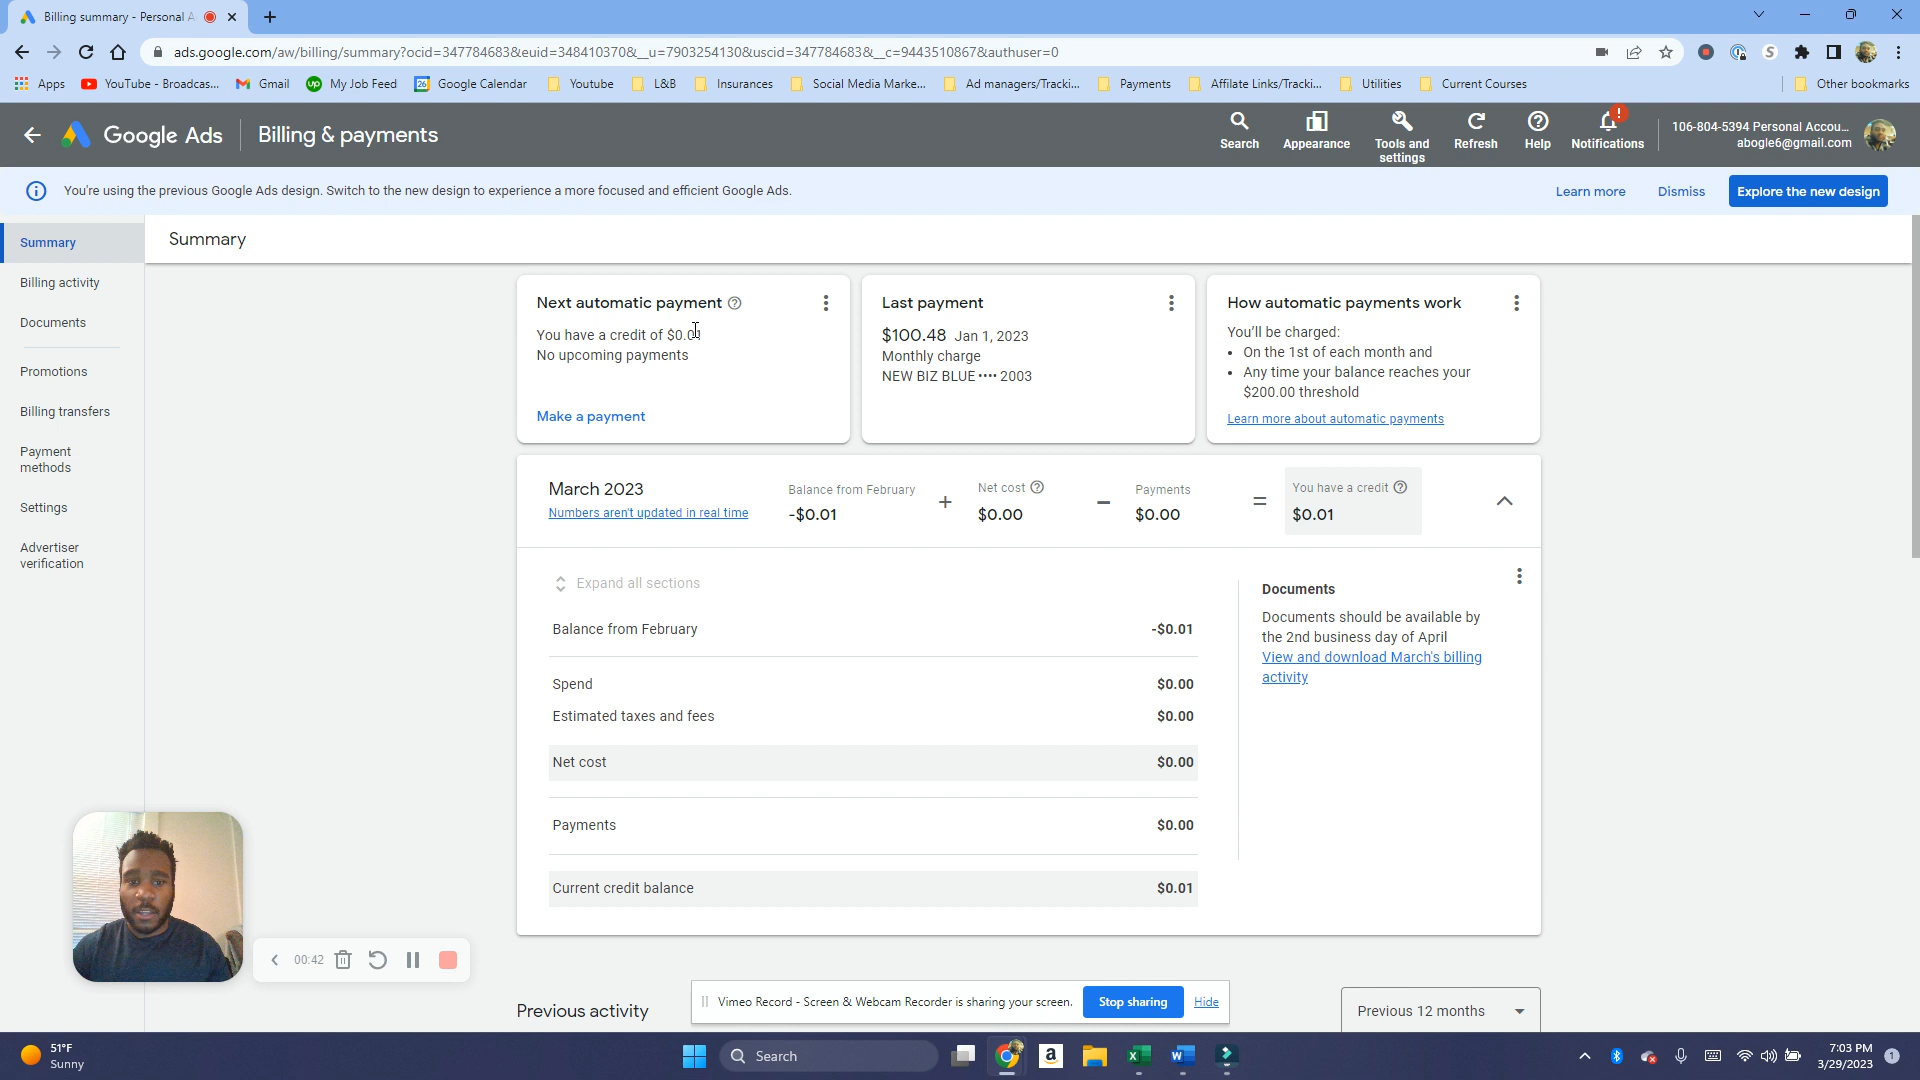 Billing summary - Personal A
ads.google.com/aw/billing/summary?ocid=347784683&euid=348410370&__u=7903254130&uscid=347784683&__c=9443510867&authuser=0
Apps
YouTube - Broadcas...
Gmail
My Job Feed
26
Google Calendar
Youtube
L&B
Insurances
Social Media Marke...
Ad managers/Tracki...
Payments
Affilate Links/Tracki...
Utilities
Current Courses
Other bookmarks
Google Ads
Billing & payments
Search
Appearance
Tools and
settings
Refresh
Help
Notifications
106-804-5394 Personal Accou...
abogle6@gmail.com
You're using the previous Google Ads design. Switch to the new design to experience a more focused and efficient Google Ads.
Learn more
Dismiss
Explore the new design
Summary
Billing activity
Documents
Promotions
Billing transfers
Payment
methods
Settings
Advertiser
verification
Summary
Next automatic payment
You have a credit of $0.01
No upcoming payments
Make a payment
Last payment
$100.48 Jan 1, 2023
Monthly charge
NEW BIZ BLUE •••• 2003
How automatic payments work
You'll be charged:
• On the 1st of each month and
• Any time your balance reaches your
$200.00 threshold
Learn more about automatic payments
March 2023
Numbers aren't updated in real time
Balance from February
-$0.01
+
Net cost
$0.00
−
Payments
$0.00
=
You have a credit
$0.01
Expand all sections
Balance from February -$0.01
Spend $0.00
Estimated taxes and fees $0.00
Net cost $0.00
Payments $0.00
Current credit balance $0.01
Documents
Documents should be available by
the 2nd business day of April
View and download March's billing
activity
00:42
Previous activity
Previous 12 months
Vimeo Record - Screen & Webcam Recorder is sharing your screen.
Stop sharing
Hide
51°F
Sunny
Search
7:03 PM
3/29/2023
1